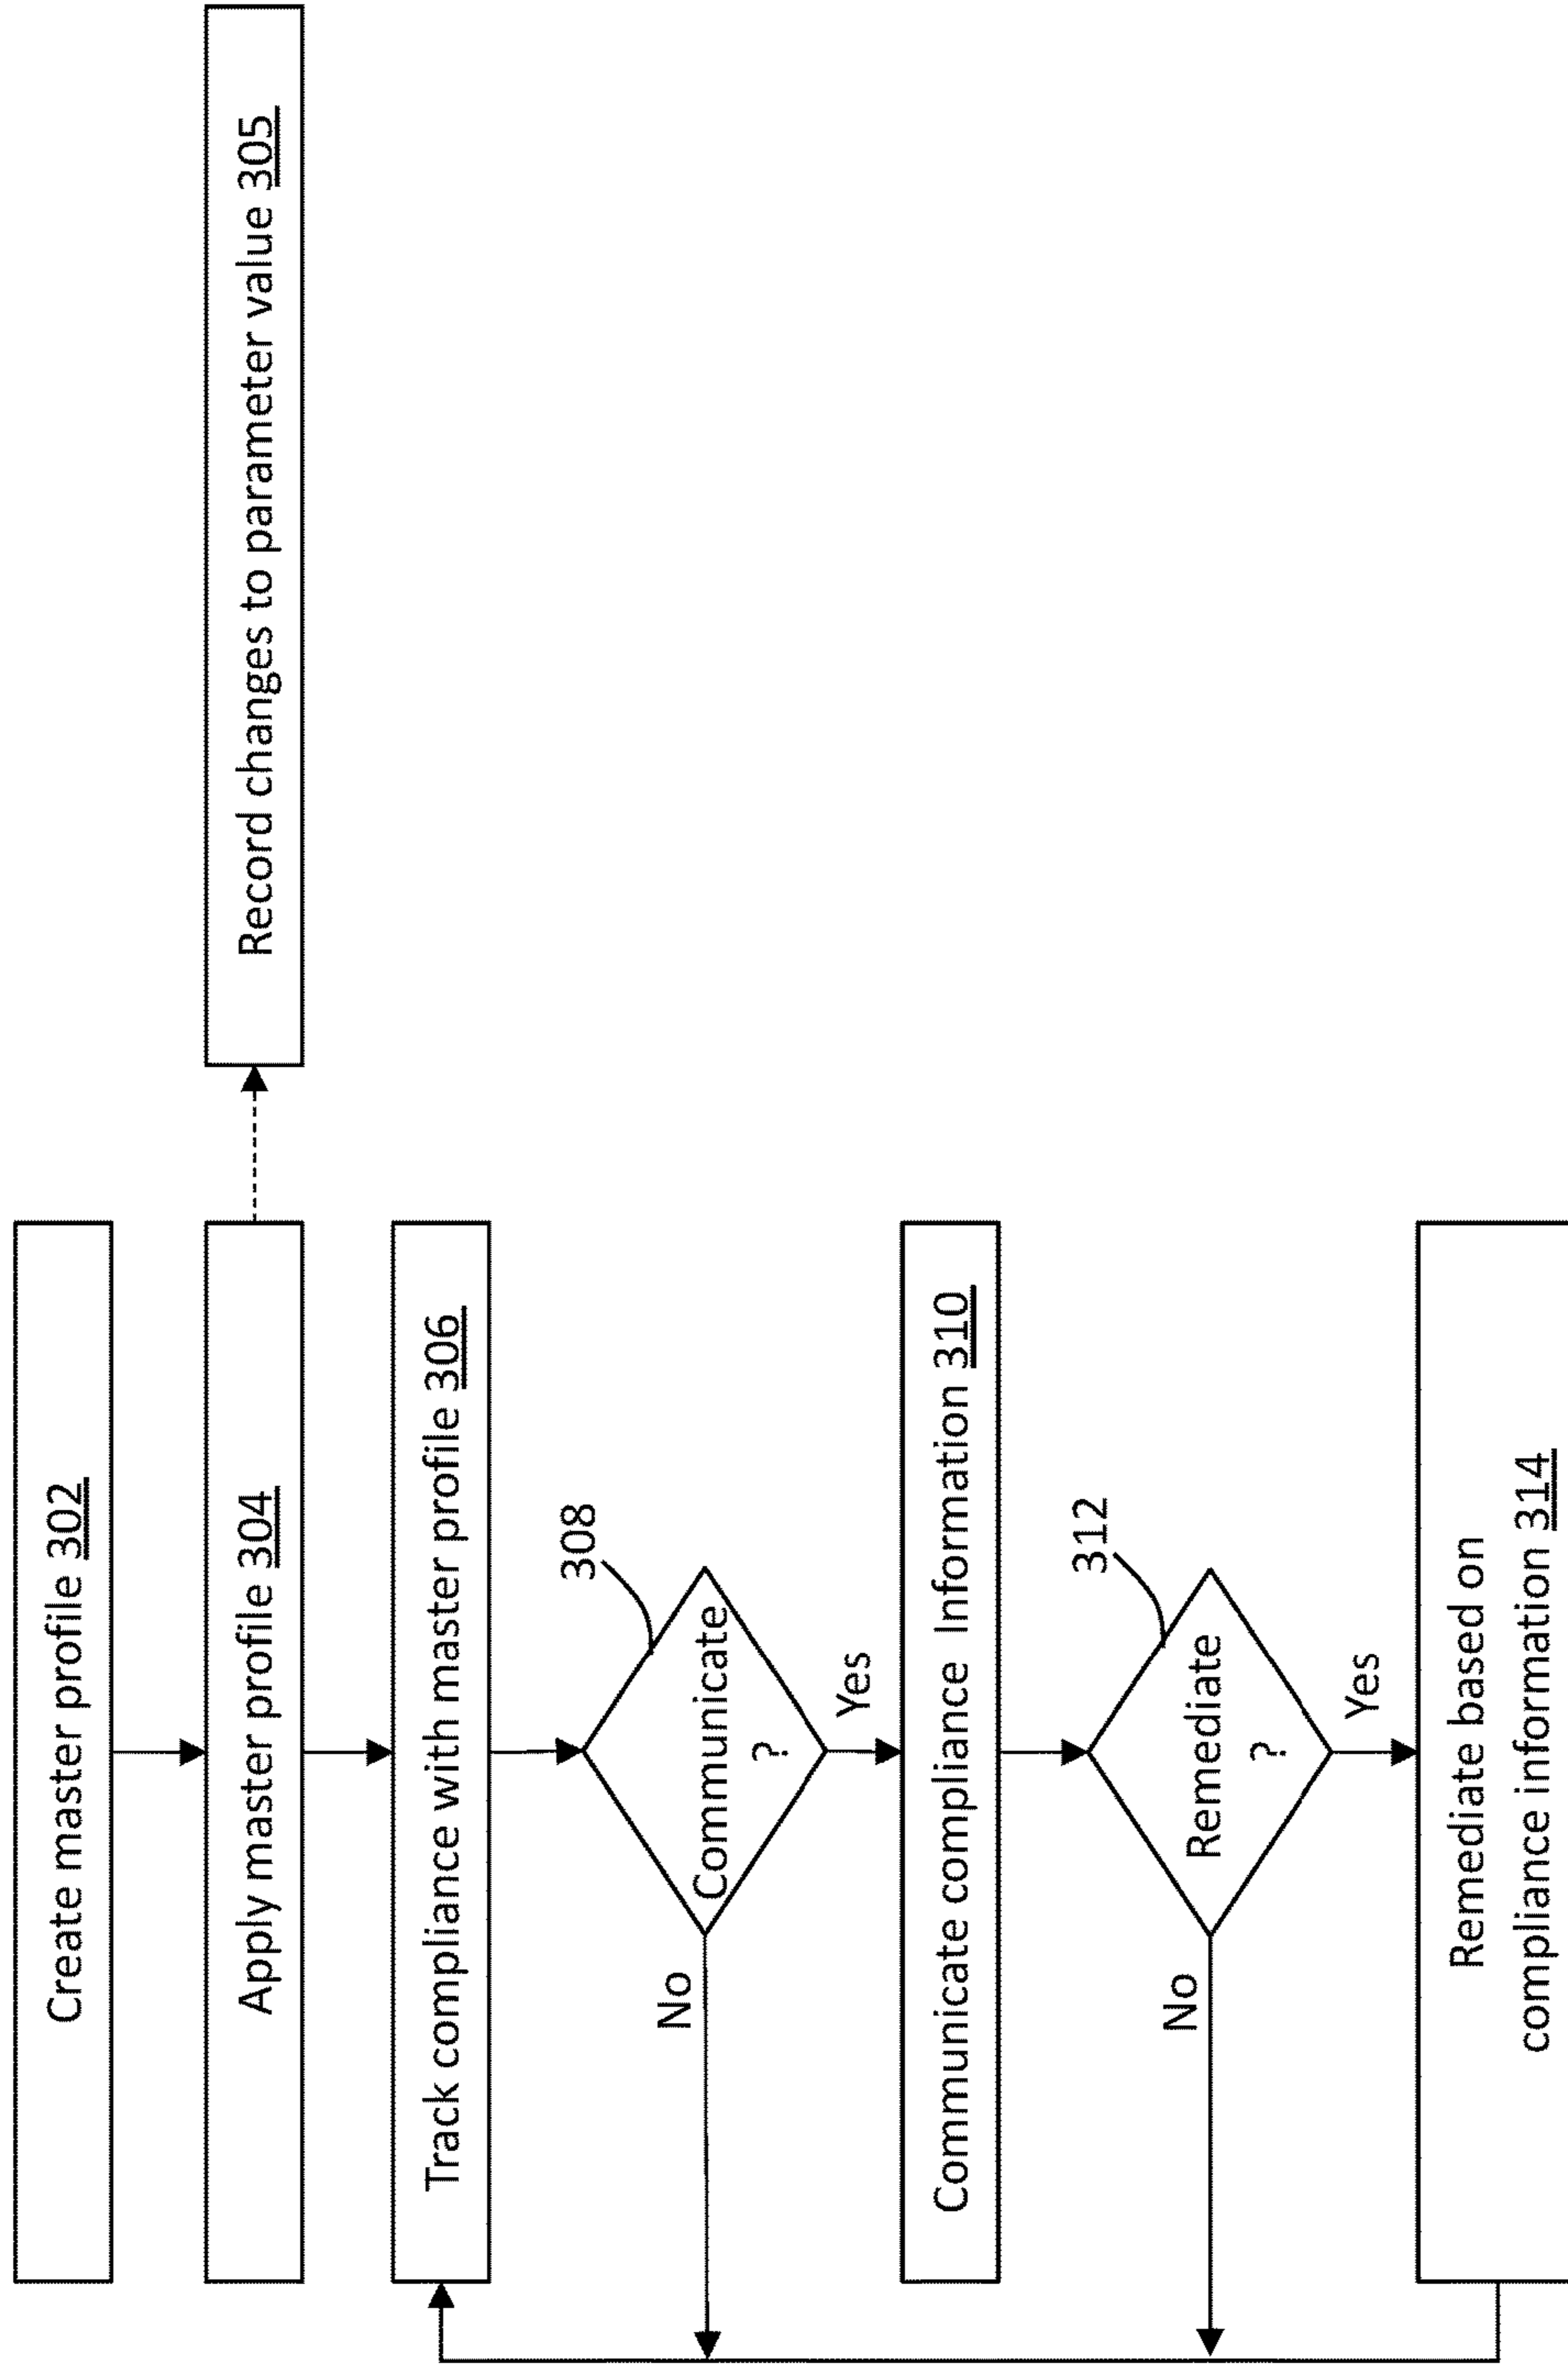 Create master profile 302
Apply master profile 304
Record changes to parameter value 305
Track compliance with master profile 306
308
Communicate
?
No
Yes
Communicate compliance Information 310
312
Remediate
?
No
Yes
Remediate based on
compliance information 314